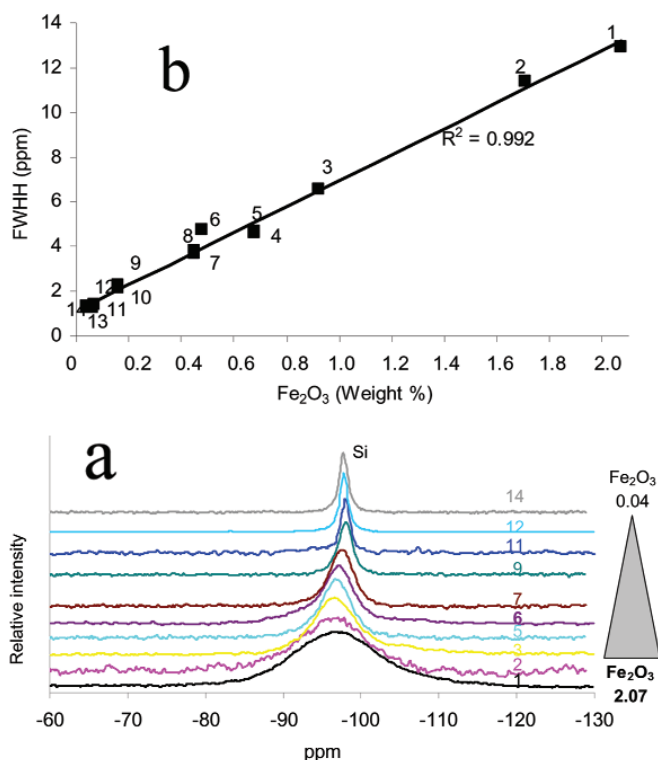 14
12
10
8
6
4
2
0
FWHH (ppm)
b
1
2
3
5
4
6
8
7
9
10
12
11
14
13
R² = 0.992
0 0.2 0.4 0.6 0.8 1.0 1.2 1.4 1.6 1.8 2.0
Fe₂O₃ (Weight %)
a
Si
Relative intensity
14
12
11
9
7
6
5
3
2
1
Fe₂O₃
0.04
Fe₂O₃
2.07
-60 -70 -80 -90 -100 -110 -120 -130
ppm